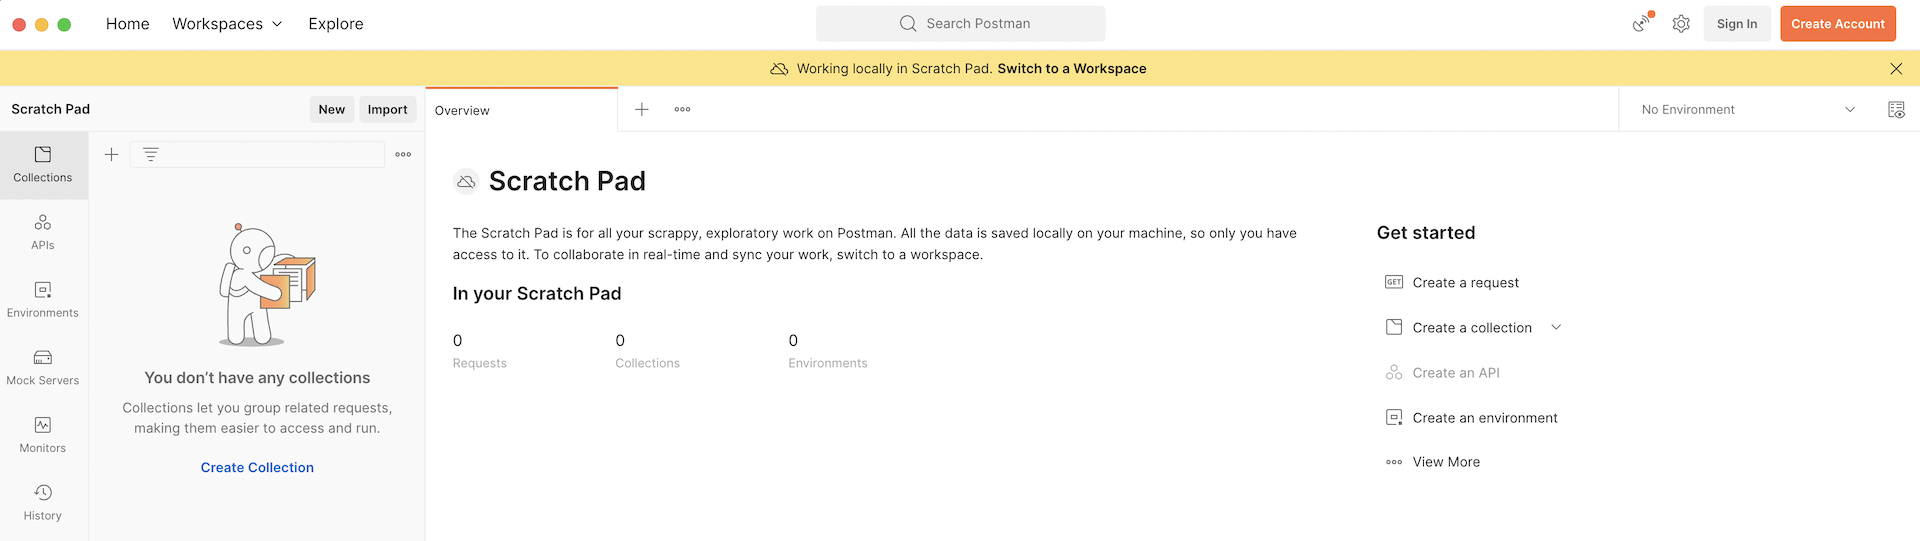 Home Workspaces Explore Search Postman Sign In Create Account
Working locally in Scratch Pad. Switch to a Workspace
Scratch Pad New Import Overview No Environment
Collections
APIs
Environments
Mock Servers
Monitors
History
You don’t have any collections
Collections let you group related requests,
making them easier to access and run.
Create Collection
Scratch Pad
The Scratch Pad is for all your scrappy, exploratory work on Postman. All the data is saved locally on your machine, so only you have
access to it. To collaborate in real-time and sync your work, switch to a workspace.
In your Scratch Pad
0 0 0
Requests Collections Environments
Get started
GET Create a request
Create a collection
Create an API
Create an environment
View More